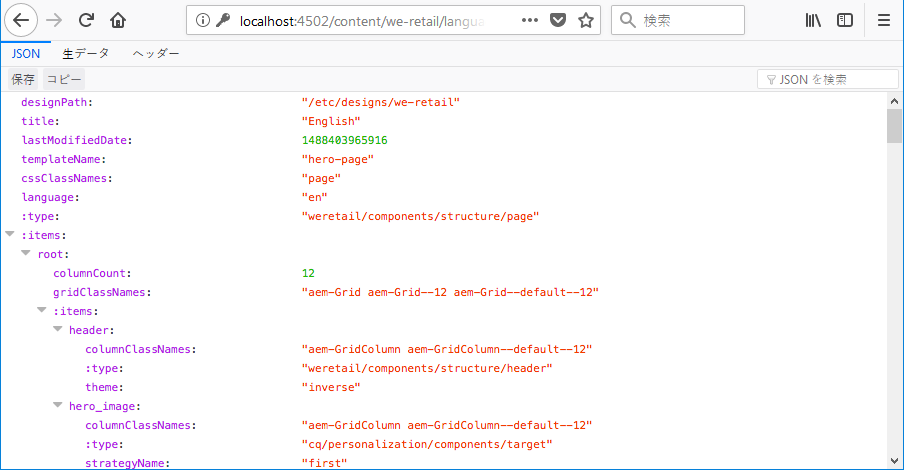 localhost:4502/content/we-retail/langua
検索
JSON 生データ ヘッダー
保存 コピー JSON を検索
designPath: "/etc/designs/we-retail"
title: "English"
lastModifiedDate: 1488403965916
templateName: "hero-page"
cssClassNames: "page"
language: "en"
:type: "weretail/components/structure/page"
:items:
root:
columnCount: 12
gridClassNames: "aem-Grid aem-Grid--12 aem-Grid--default--12"
:items:
header:
columnClassNames: "aem-GridColumn aem-GridColumn--default--12"
:type: "weretail/components/structure/header"
theme: "inverse"
hero_image:
columnClassNames: "aem-GridColumn aem-GridColumn--default--12"
:type: "cq/personalization/components/target"
strategyName: "first"